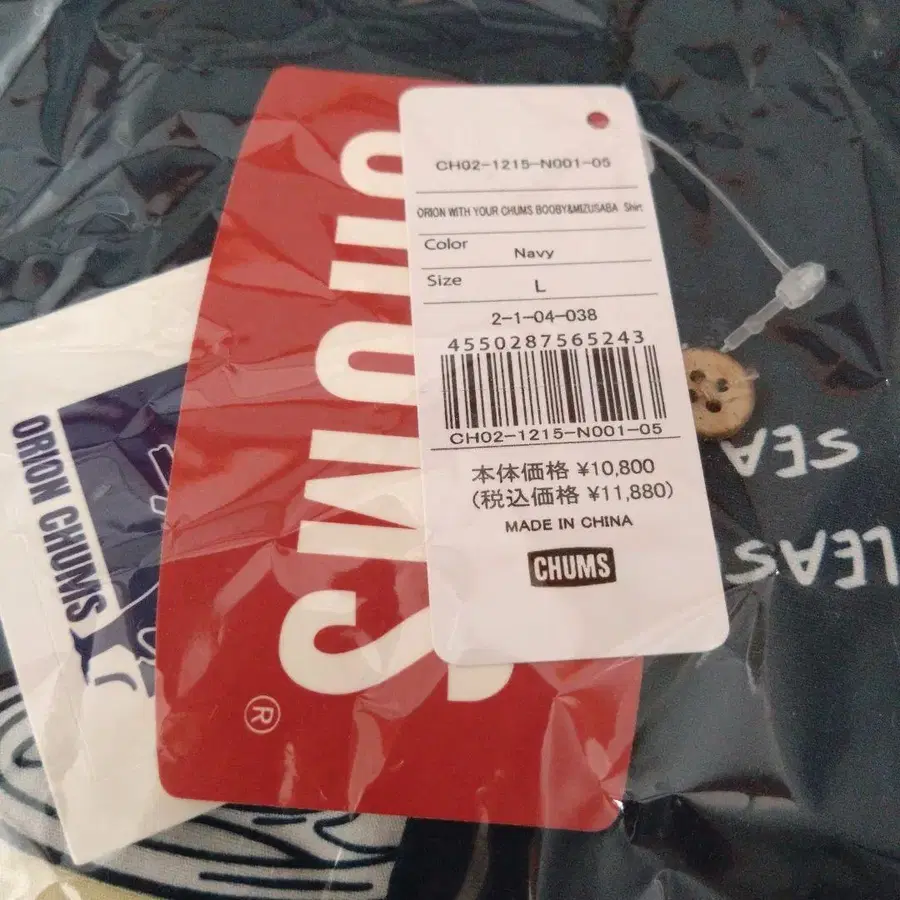 CHUMS
®
CH02-1215-N001-05
ORION WITH YOUR CHUMS BOOBY&MIZUSABA Shirt
Color Navy
Size L
2-1-04-038
4550287565243
CH02-1215-N001-05
本体価格 ¥10,800
(税込価格 ¥11,880)
MADE IN CHINA
CHUMS
ORION CHUMS
SEA
LEAS